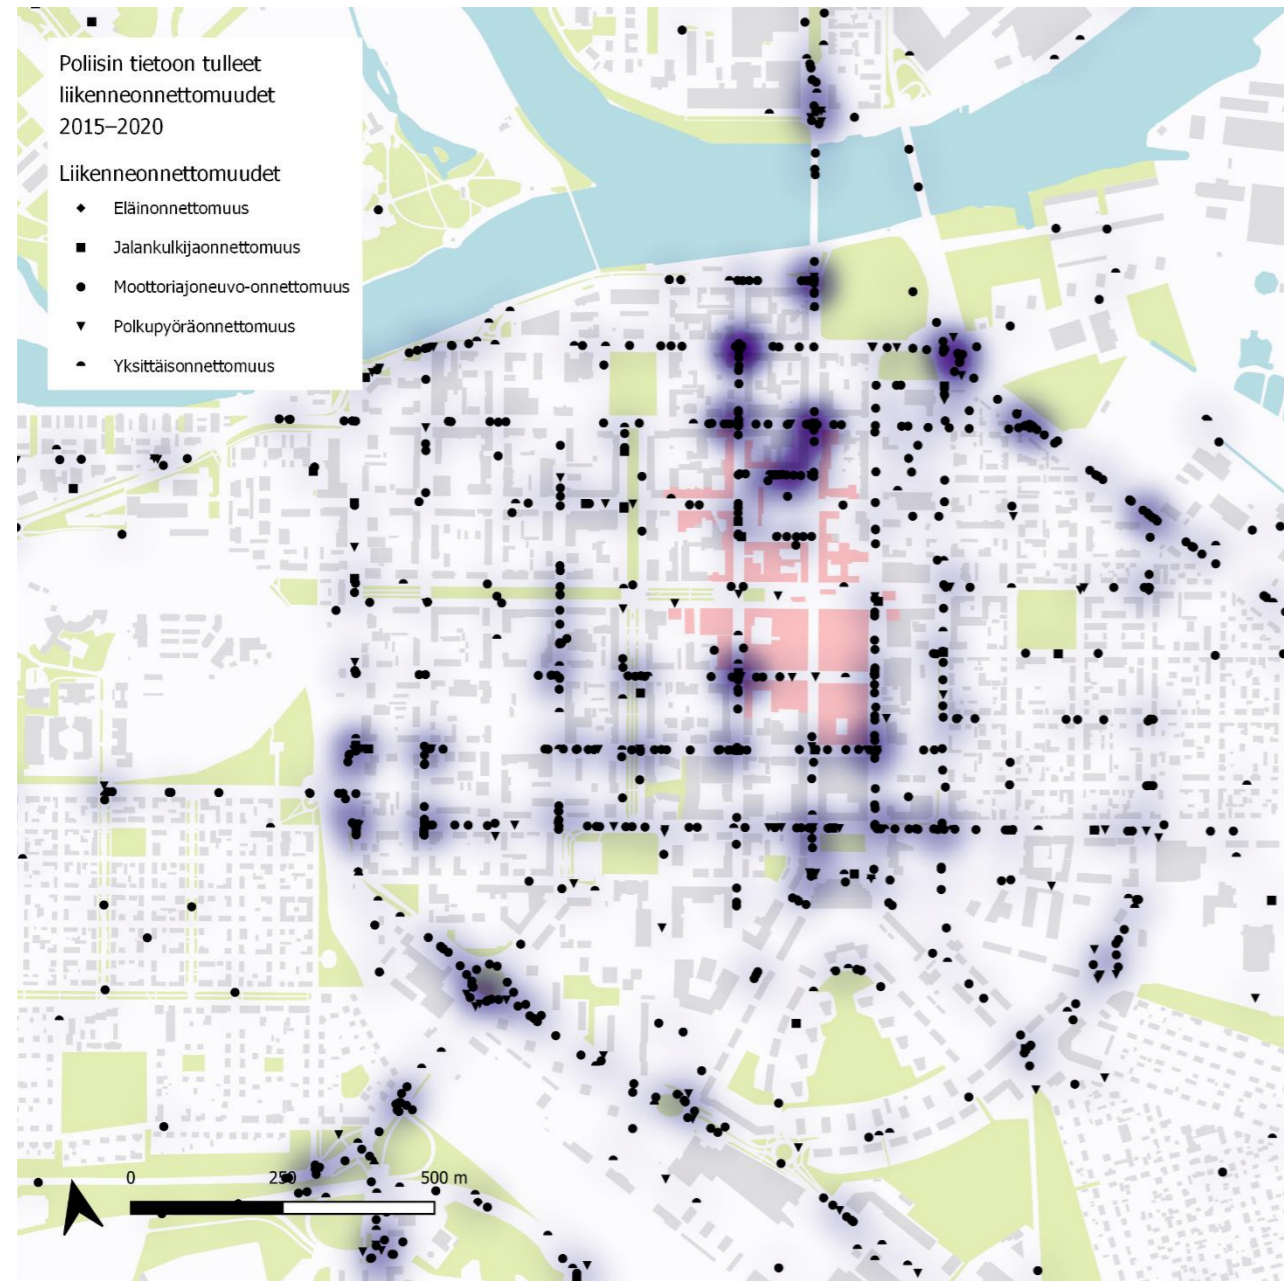 Poliisin tietoon tulleet
liikenneonnettomuudet
2015–2020
Liikenneonnettomuudet
Eläinonnettomuus
Jalankulkijaonnettomuus
Moottoriajoneuvo-onnettomuus
Polkupyöräonnettomuus
Yksittäisonnettomuus
0 250 500 m